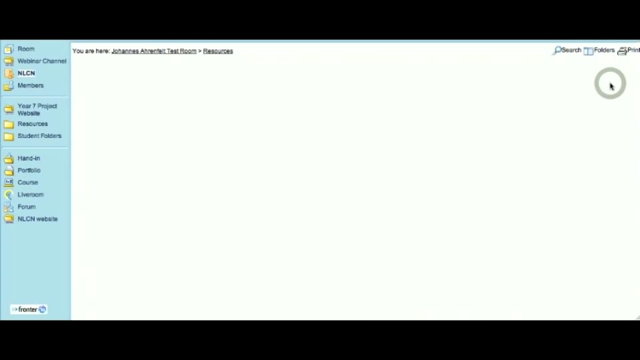 You are here: Johannes Ahrenfelt Test Room > Resources
Search Folders Print
Room
Webinar Channel
NLCN
Members
Year 7 Project
Website
Resources
Student Folders
Hand-in
Portfolio
Course
Liveroom
Forum
NLCN website
fronter